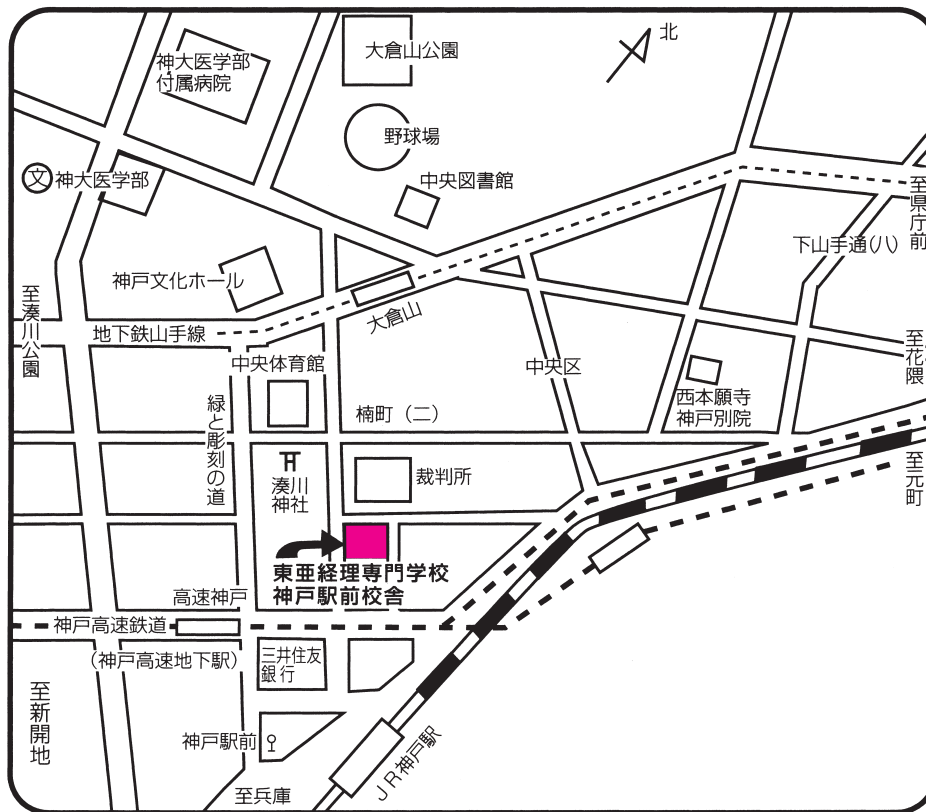 神大医学部
付属病院
大倉山公園
北
野球場
文
神大医学部
中央図書館
至県庁前
下山手通(八)
神戸文化ホール
至湊川公園
地下鉄山手線
大倉山
中央体育館
中央区
至花隈
西本願寺
神戸別院
緑と彫刻の道
楠町(二)
湊川
神社
裁判所
至元町
東亜経理専門学校
神戸駅前校舎
高速神戸
神戸高速鉄道
(神戸高速地下駅)
三井住友
銀行
至新開地
神戸駅前
JR神戸駅
至兵庫